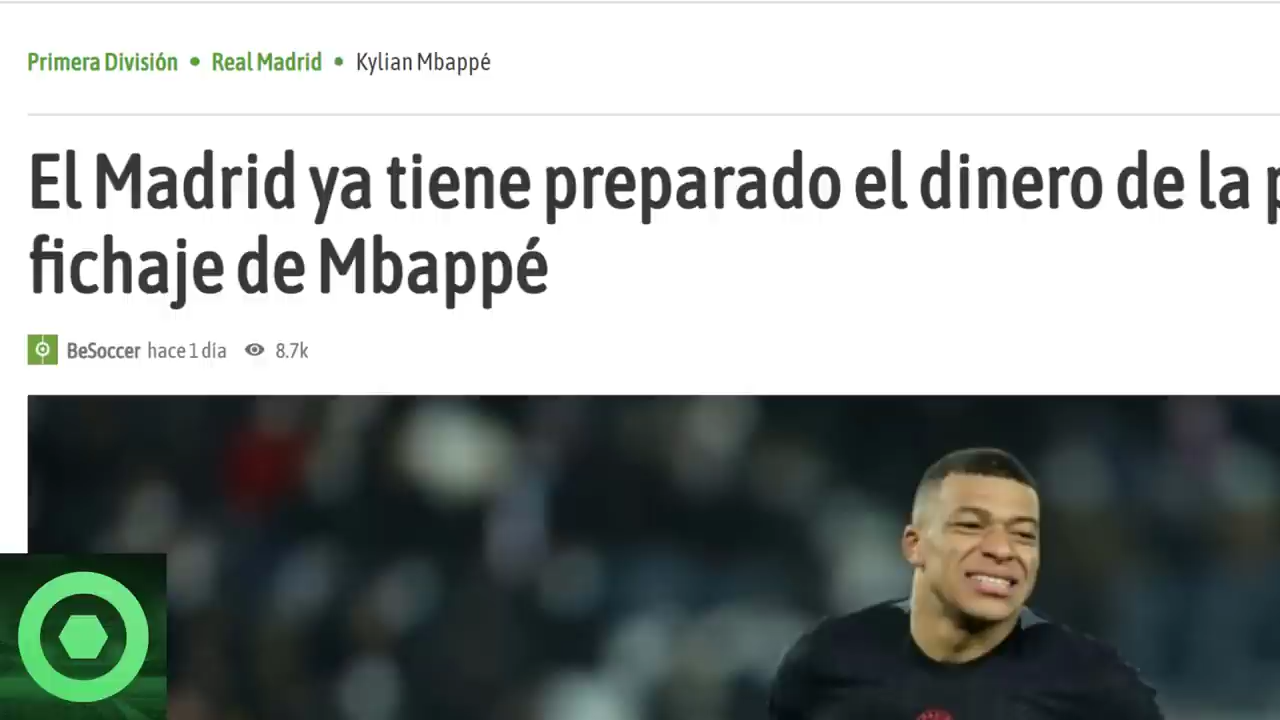 Primera División • Real Madrid • Kylian Mbappé
El Madrid ya tiene preparado el dinero de la
fichaje de Mbappé
BeSoccer hace 1 día 8.7k